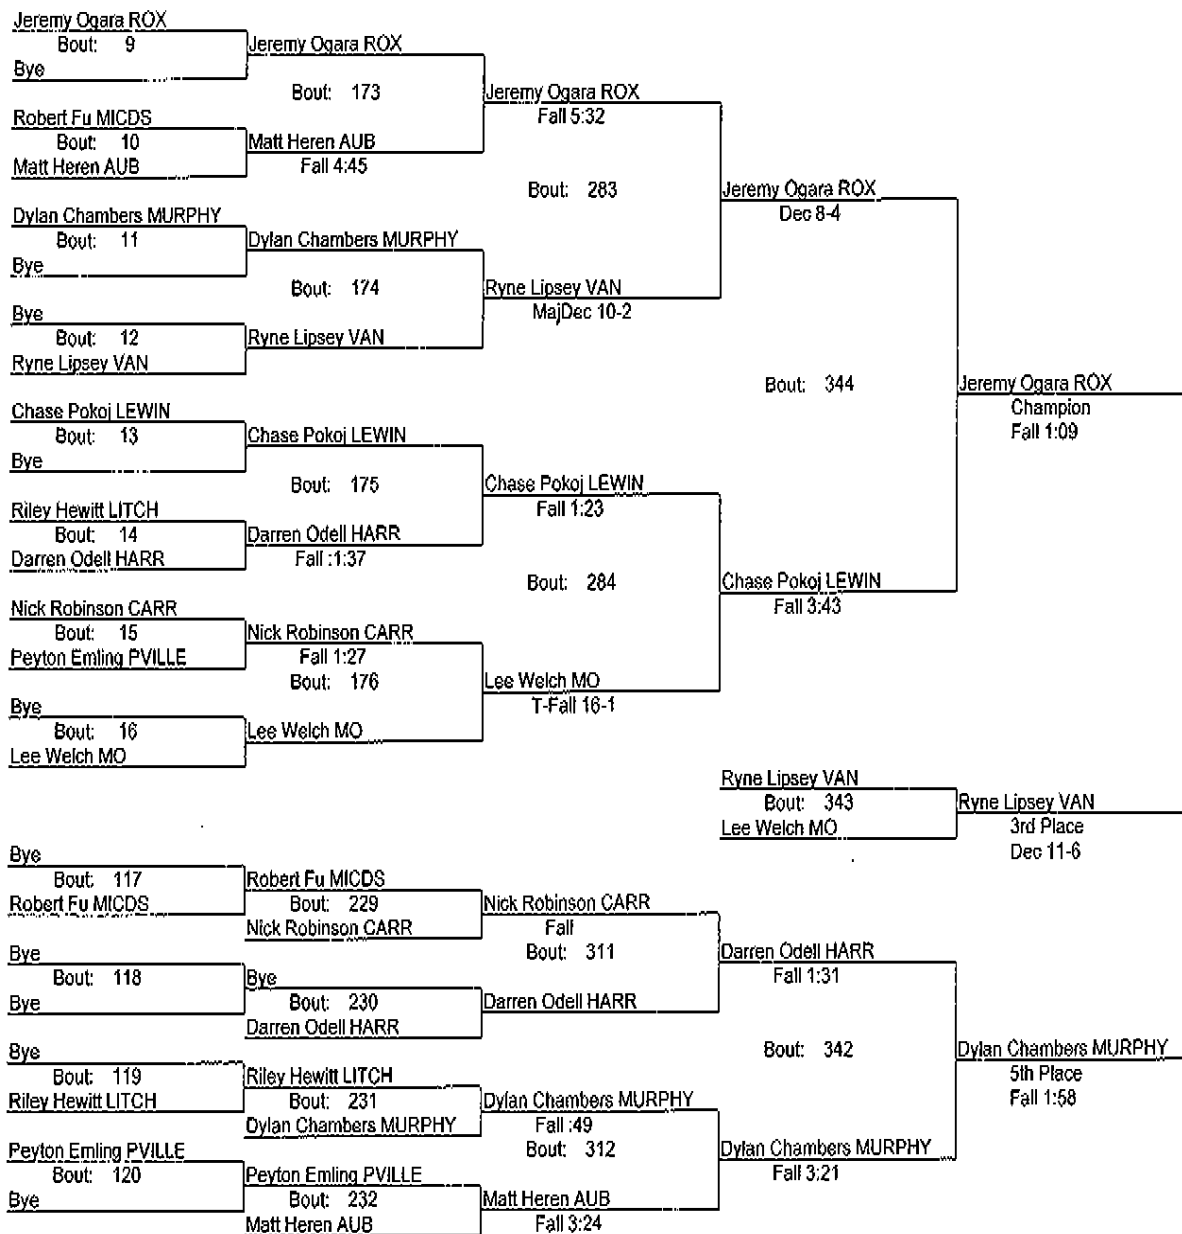 Jeremy Ogara ROX
Bout: 9
Bye
Jeremy Ogara ROX
Bout: 173
Robert Fu MICDS
Bout: 10
Matt Heren AUB
Matt Heren AUB
Fall 4:45
Jeremy Ogara ROX
Fall 5:32
Bout: 283
Dylan Chambers MURPHY
Bout: 11
Bye
Dylan Chambers MURPHY
Bout: 174
Bye
Bout: 12
Ryne Lipsey VAN
Ryne Lipsey VAN
Ryne Lipsey VAN
MajDec 10-2
Jeremy Ogara ROX
Dec 8-4
Bout: 344
Chase Pokoj LEWIN
Bout: 13
Bye
Chase Pokoj LEWIN
Bout: 175
Riley Hewitt LITCH
Bout: 14
Darren Odell HARR
Darren Odell HARR
Fall :1:37
Chase Pokoj LEWIN
Fall 1:23
Bout: 284
Nick Robinson CARR
Bout: 15
Peyton Emling PVILLE
Nick Robinson CARR
Fall 1:27
Bout: 176
Bye
Bout: 16
Lee Welch MO
Lee Welch MO
Lee Welch MO
T-Fall 16-1
Chase Pokoj LEWIN
Fall 3:43
Jeremy Ogara ROX
Champion
Fall 1:09
Ryne Lipsey VAN
Bout: 343
Lee Welch MO
Ryne Lipsey VAN
3rd Place
Dec 11-6
Bye
Bout: 117
Robert Fu MICDS
Robert Fu MICDS
Bout: 229
Nick Robinson CARR
Nick Robinson CARR
Fall
Bout: 311
Bye
Bout: 118
Bye
Bye
Bout: 230
Darren Odell HARR
Darren Odell HARR
Darren Odell HARR
Fall 1:31
Bout: 342
Bye
Bout: 119
Riley Hewitt LITCH
Riley Hewitt LITCH
Bout: 231
Dylan Chambers MURPHY
Dylan Chambers MURPHY
Fall :49
Bout: 312
Peyton Emling PVILLE
Bout: 120
Bye
Peyton Emling PVILLE
Bout: 232
Matt Heren AUB
Matt Heren AUB
Fall 3:24
Dylan Chambers MURPHY
Fall 3:21
Dylan Chambers MURPHY
5th Place
Fall 1:58